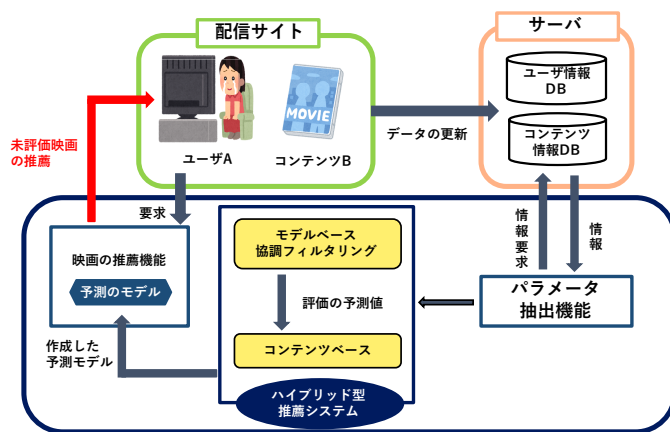 配信サイト
サーバ
MOVIE
ユーザA
コンテンツB
データの更新
ユーザ情報
DB
コンテンツ
情報DB
未評価映画
の推薦
要求
情報要求
情報
映画の推薦機能
予測のモデル
モデルベース
協調フィルタリング
評価の予測値
コンテンツベース
パラメータ
抽出機能
作成した
予測モデル
ハイブリッド型
推薦システム